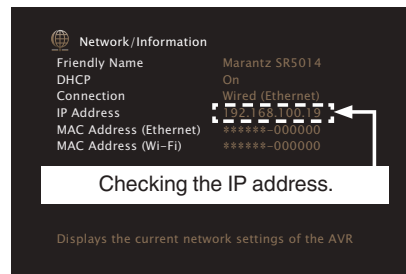 Network/Information
Friendly Name Marantz SR5014
DHCP On
Connection Wired (Ethernet)
IP Address 192.168.100.19
MAC Address (Ethernet) ******-000000
MAC Address (Wi-Fi) ******-000000
Checking the IP address.
Displays the current network settings of the AVR